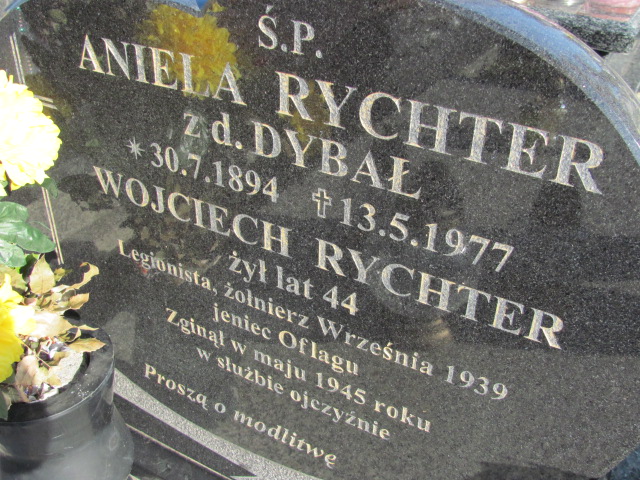 Ś.P.
ANIELA RYCHTER
z d. DYBAŁ
*30.7.1894 †13.5.1977
WOJCIECH RYCHTER
żył lat 44
Legionista, żolnierz Września 1939
jeniec Oflagu
Zginął w maju 1945 roku
w służbie ojczyźnie
Proszą o modlitwę